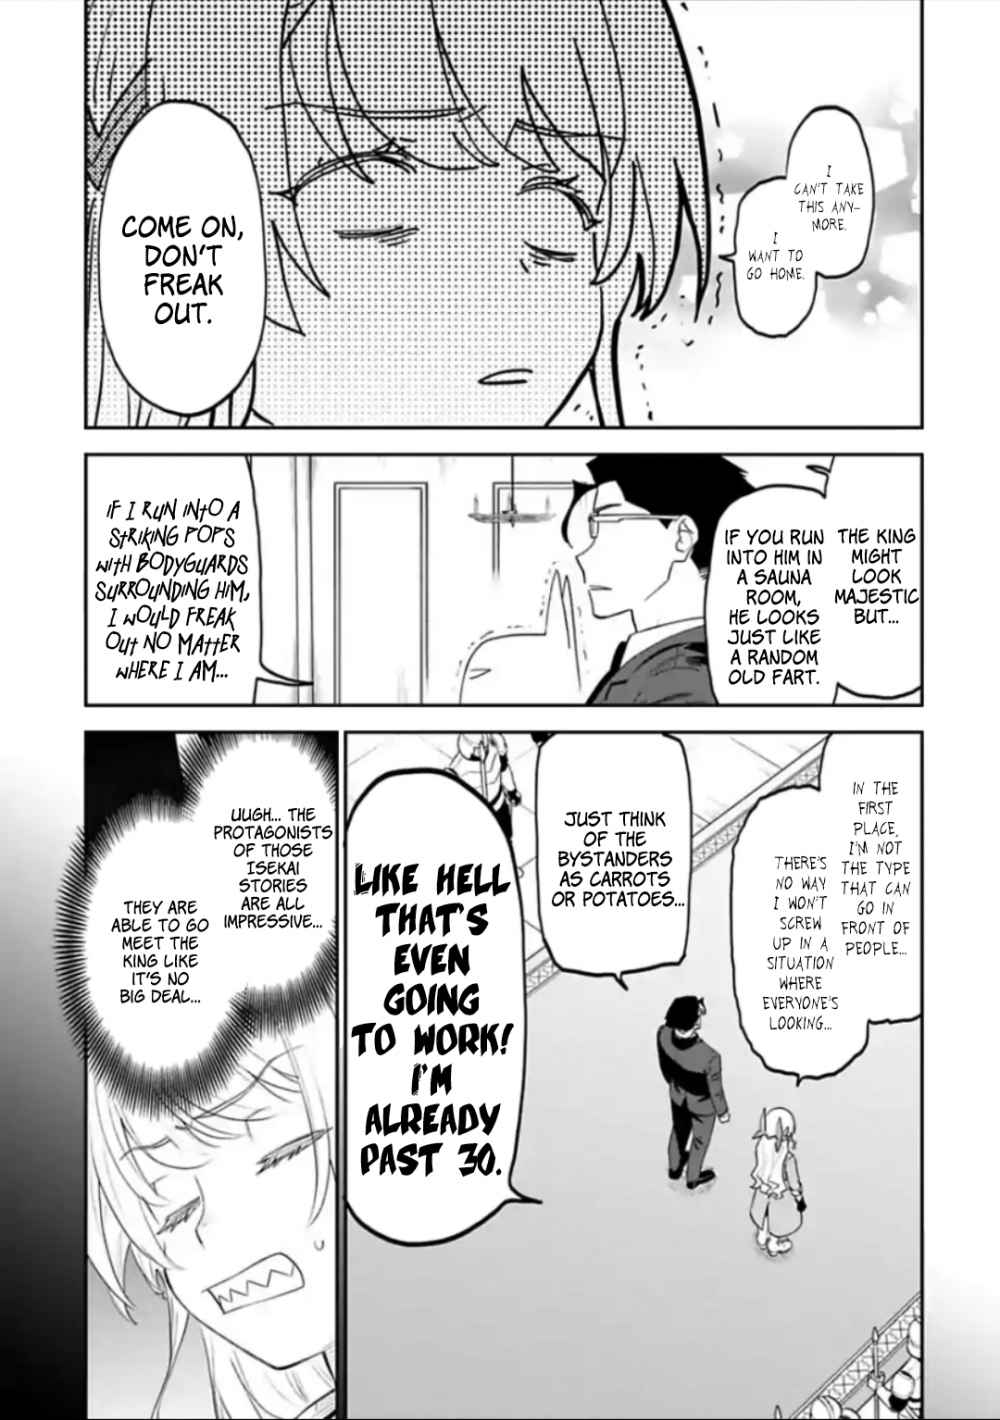 I
CAN'T TAKE
THIS ANY-
MORE.
I
WANT TO
GO HOME.
COME ON,
DON'T
FREAK
OUT.
THE KING
MIGHT
LOOK
MAJESTIC
BUT...
IF YOU RUN
INTO HIM IN
A SAUNA
ROOM,
HE LOOKS
JUST LIKE
A RANDOM
OLD FART.
IF I RUN INTO A
STRIKING POPS
WITH BODYGUARDS
SURROUNDING HIM,
I WOULD FREAK
OUT NO MATTER
WHERE I AM...
IN THE
FIRST
PLACE,
I'M NOT
THE TYPE
THAT CAN
GO IN
FRONT OF
PEOPLE...
THERE'S
NO WAY
I WON'T
SCREW
UP IN A
SITUATION
WHERE
EVERYONE'S
LOOKING...
JUST THINK
OF THE
BYSTANDERS
AS CARROTS
OR POTATOES...
LIKE HELL
THAT'S
EVEN
GOING
TO WORK!
I'M
ALREADY
PAST 30.
UUGH... THE
PROTAGONISTS
OF THOSE
ISEKAI
STORIES
ARE ALL
IMPRESSIVE...
THEY ARE
ABLE TO GO
MEET THE
KING LIKE
IT'S NO
BIG DEAL...